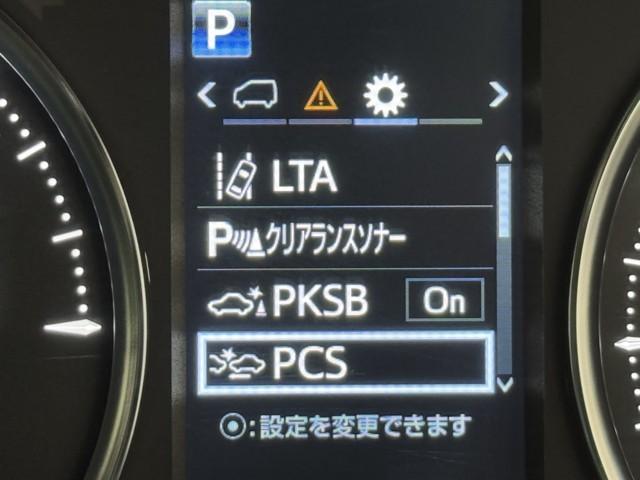 P
LTA
P クリアランスソナー
PKSB On
PCS
:設定を変更できます